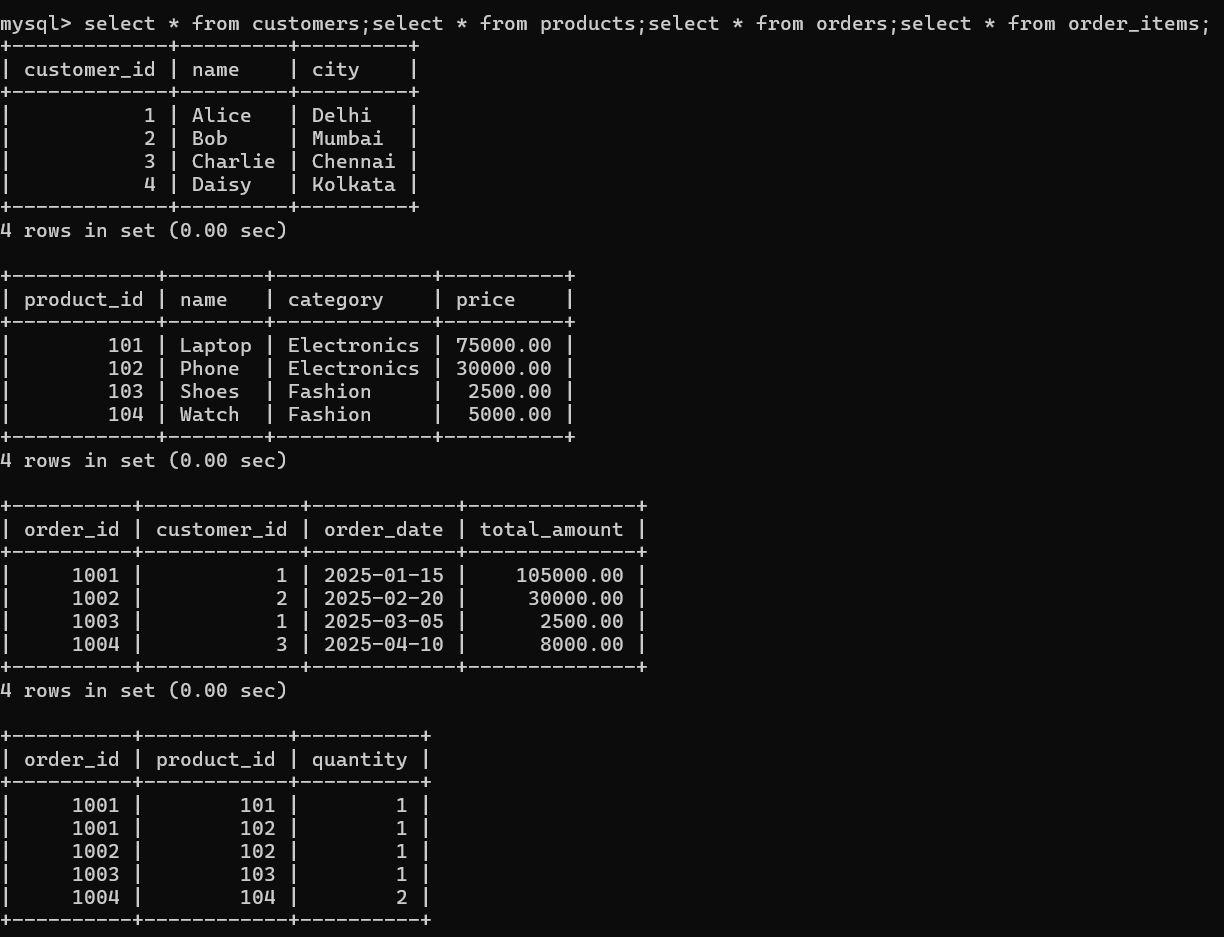 mysql> select * from customers;select * from products;select * from orders;select * from order_items;
+-------------+---------+---------+
| customer_id | name    | city    |
+-------------+---------+---------+
|           1 | Alice   | Delhi   |
|           2 | Bob     | Mumbai  |
|           3 | Charlie | Chennai |
|           4 | Daisy   | Kolkata |
+-------------+---------+---------+
4 rows in set (0.00 sec)

+------------+--------+-------------+----------+
| product_id | name   | category    | price    |
+------------+--------+-------------+----------+
|        101 | Laptop | Electronics | 75000.00 |
|        102 | Phone  | Electronics | 30000.00 |
|        103 | Shoes  | Fashion     |  2500.00 |
|        104 | Watch  | Fashion     |  5000.00 |
+------------+--------+-------------+----------+
4 rows in set (0.00 sec)

+----------+-------------+------------+--------------+
| order_id | customer_id | order_date | total_amount |
+----------+-------------+------------+--------------+
|     1001 |           1 | 2025-01-15 |    105000.00 |
|     1002 |           2 | 2025-02-20 |     30000.00 |
|     1003 |           1 | 2025-03-05 |      2500.00 |
|     1004 |           3 | 2025-04-10 |      8000.00 |
+----------+-------------+------------+--------------+
4 rows in set (0.00 sec)

+----------+------------+----------+
| order_id | product_id | quantity |
+----------+------------+----------+
|     1001 |        101 |        1 |
|     1001 |        102 |        1 |
|     1002 |        102 |        1 |
|     1003 |        103 |        1 |
|     1004 |        104 |        2 |
+----------+------------+----------+